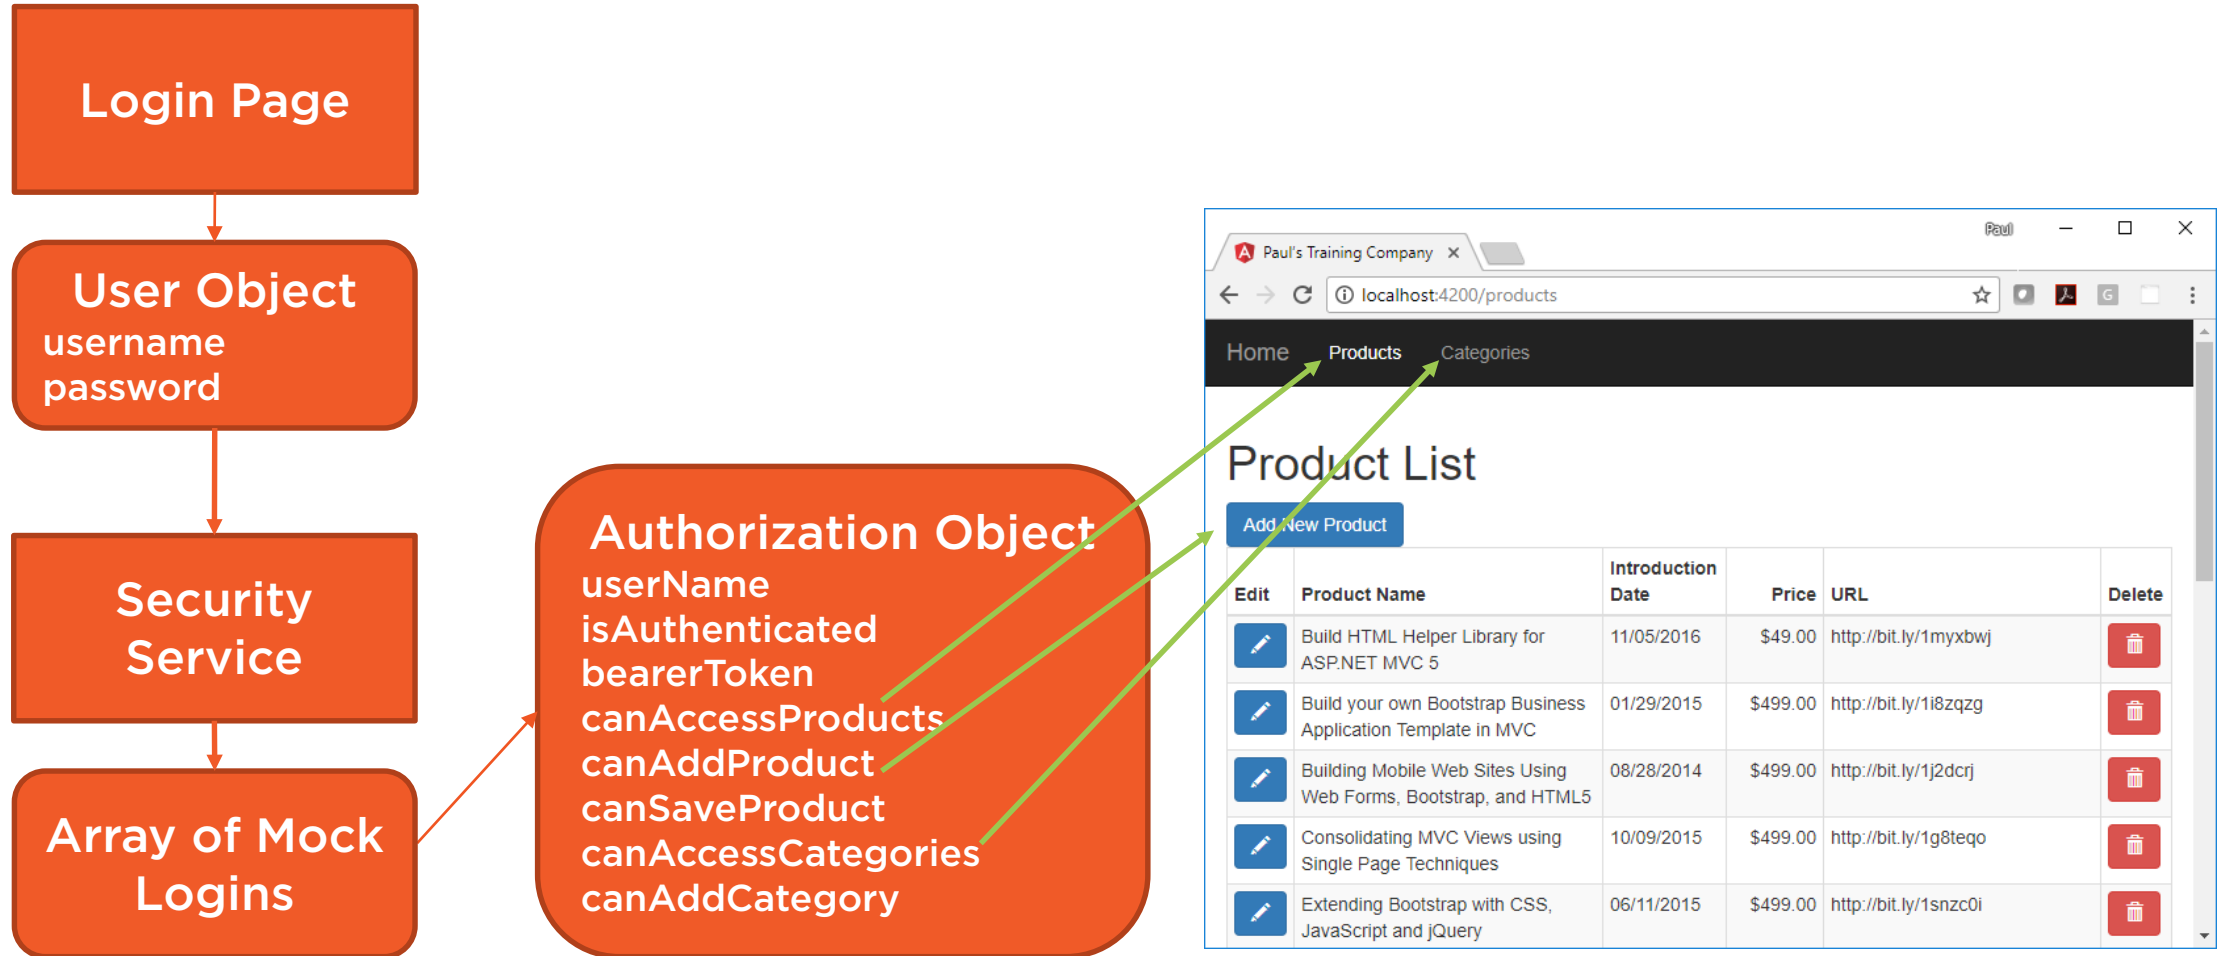 Login Page
User Object
username
password
Security
Service
Array of Mock
Logins
Authorization Object
userName
isAuthenticated
bearerToken
canAccessProducts
canAddProduct
canSaveProduct
canAccessCategories
canAddCategory
Paul
Paul's Training Company
localhost:4200/products
G
Home Products Categories
Product List
Add New Product
Edit Product Name Introduction Date Price URL Delete
Build HTML Helper Library for 11/05/2016 $49.00 http://bit.ly/1myxbwj
ASP.NET MVC 5
Build your own Bootstrap Business 01/29/2015 $499.00 http://bit.ly/1i8zqzg
Application Template in MVC
Building Mobile Web Sites Using 08/28/2014 $499.00 http://bit.ly/1j2dcrj
Web Forms, Bootstrap, and HTML5
Consolidating MVC Views using 10/09/2015 $499.00 http://bit.ly/1g8teqo
Single Page Techniques
Extending Bootstrap with CSS, 06/11/2015 $499.00 http://bit.ly/1snzc0i
JavaScript and jQuery